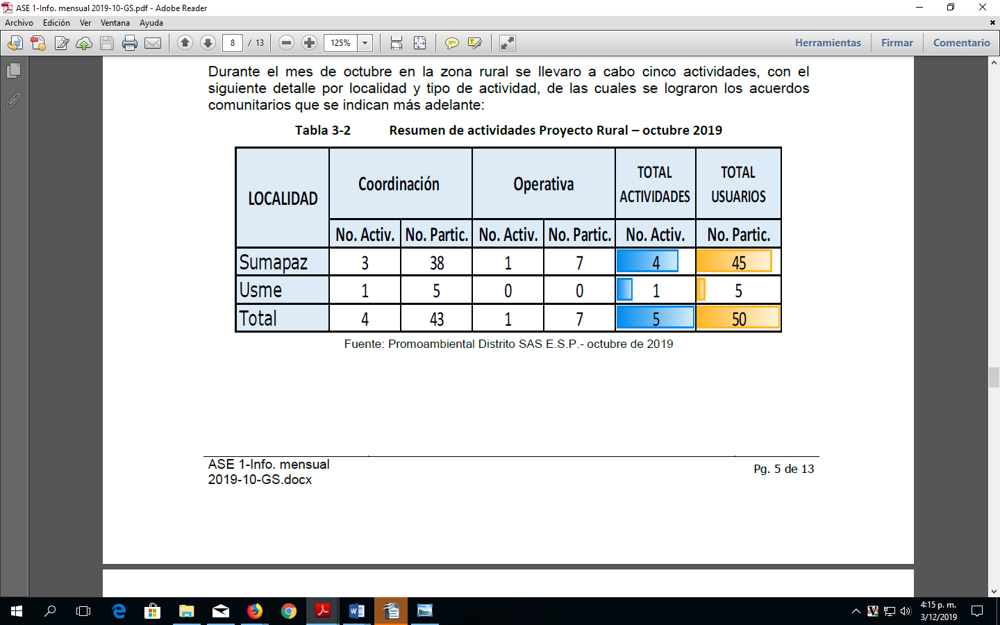 ASE 1-Info. mensual 2019-10-GS.pdf - Adobe Reader
Archivo Edición Ver Ventana Ayuda
8 / 13 125% Herramientas Firmar Comentario
Durante el mes de octubre en la zona rural se llevaro a cabo cinco actividades, con el
siguiente detalle por localidad y tipo de actividad, de las cuales se lograron los acuerdos
comunitarios que se indican más adelante:
Tabla 3-2 Resumen de actividades Proyecto Rural – octubre 2019
LOCALIDAD Coordinación Operativa TOTAL ACTIVIDADES TOTAL USUARIOS
No. Activ. No. Partic. No. Activ. No. Partic. No. Activ. No. Partic.
Sumapaz 3 38 1 7 4 45
Usme 1 5 0 0 1 5
Total 4 43 1 7 5 50
Fuente: Promoambiental Distrito SAS E.S.P.- octubre de 2019
ASE 1-Info. mensual
2019-10-GS.docx
Pg. 5 de 13
4:15 p. m.
3/12/2019